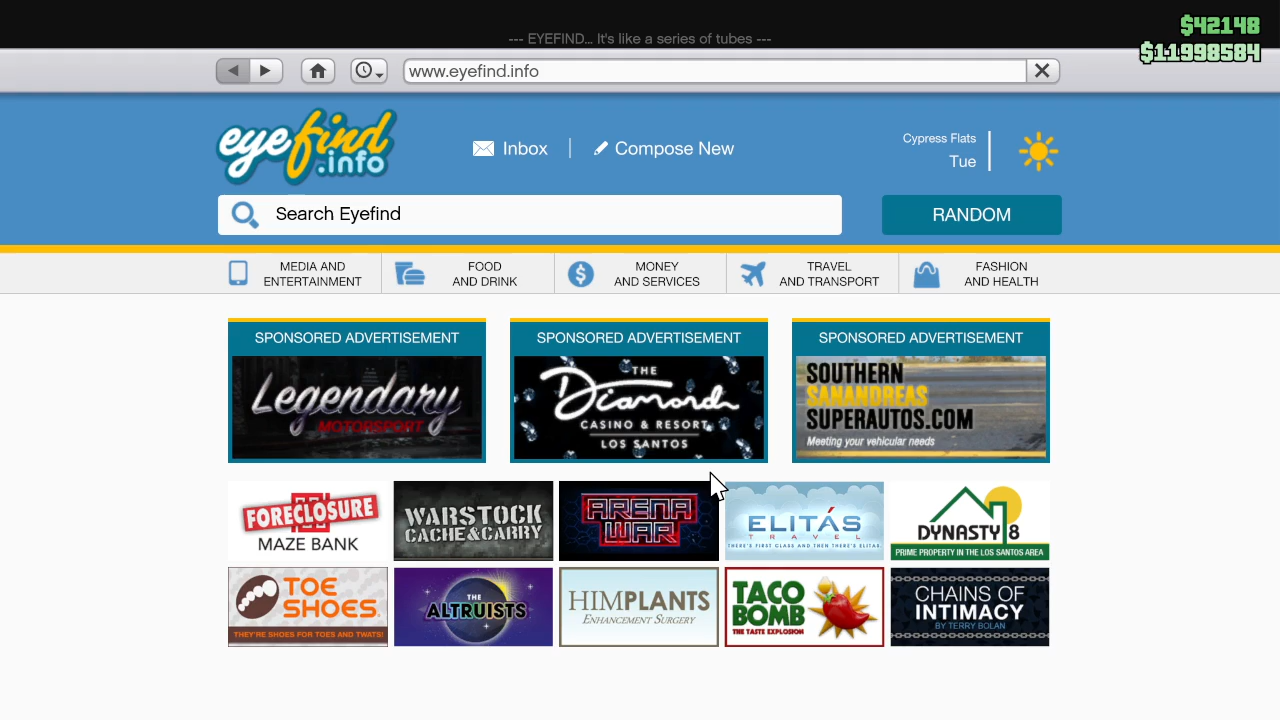 $42148
--- EYEFIND... It's like a series of tubes ---
$11998584
www.eyefind.info
eyefind
.info
Inbox
Compose New
Cypress Flats
Tue
Search Eyefind
RANDOM
MEDIA AND
ENTERTAINMENT
FOOD
AND DRINK
MONEY
AND SERVICES
TRAVEL
AND TRANSPORT
FASHION
AND HEALTH
SPONSORED ADVERTISEMENT
Legendary
MOTORSPORT
SPONSORED ADVERTISEMENT
THE
Diamond
CASINO & RESORT
LOS SANTOS
SPONSORED ADVERTISEMENT
SOUTHERN
SANANDREAS
SUPERAUTOS.COM
Meeting your vehicular needs
FORECLOSURE
MAZE BANK
WARSTOCK
CACHE&CARRY
ARENA
WAR
ELITÁS
TRAVEL
THERE'S FIRST CLASS AND THEN THERE'S ELITAS.
DYNASTY 8
PRIME PROPERTY IN THE LOS SANTOS AREA
TOE
SHOES
THEY'RE SHOES FOR TOES AND TWATS!
THE
ALTRUISTS
HIMPLANTS
ENHANCEMENT SURGERY
TACO
BOMB
THE TASTE EXPLOSION
CHAINS OF
INTIMACY
BY TERRY BOLAN